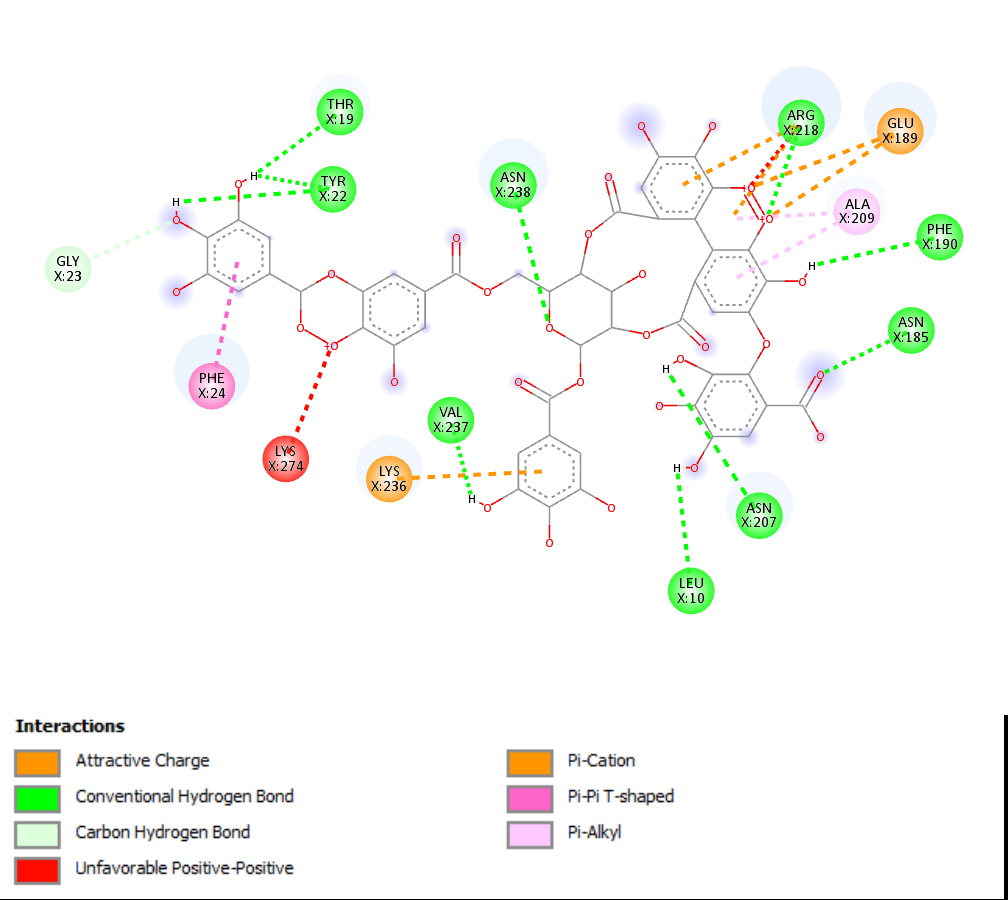 THR
X:19
ARG
X:218
GLU
X:189
TYR
X:22
ASN
X:238
ALA
X:209
PHE
X:190
GLY
X:23
ASN
X:185
PHE
X:24
VAL
X:237
LYS
X:274
LYS
X:236
ASN
X:207
LEU
X:10
Interactions
Attractive Charge
Conventional Hydrogen Bond
Carbon Hydrogen Bond
Unfavorable Positive-Positive
Pi-Cation
Pi-Pi T-shaped
Pi-Alkyl